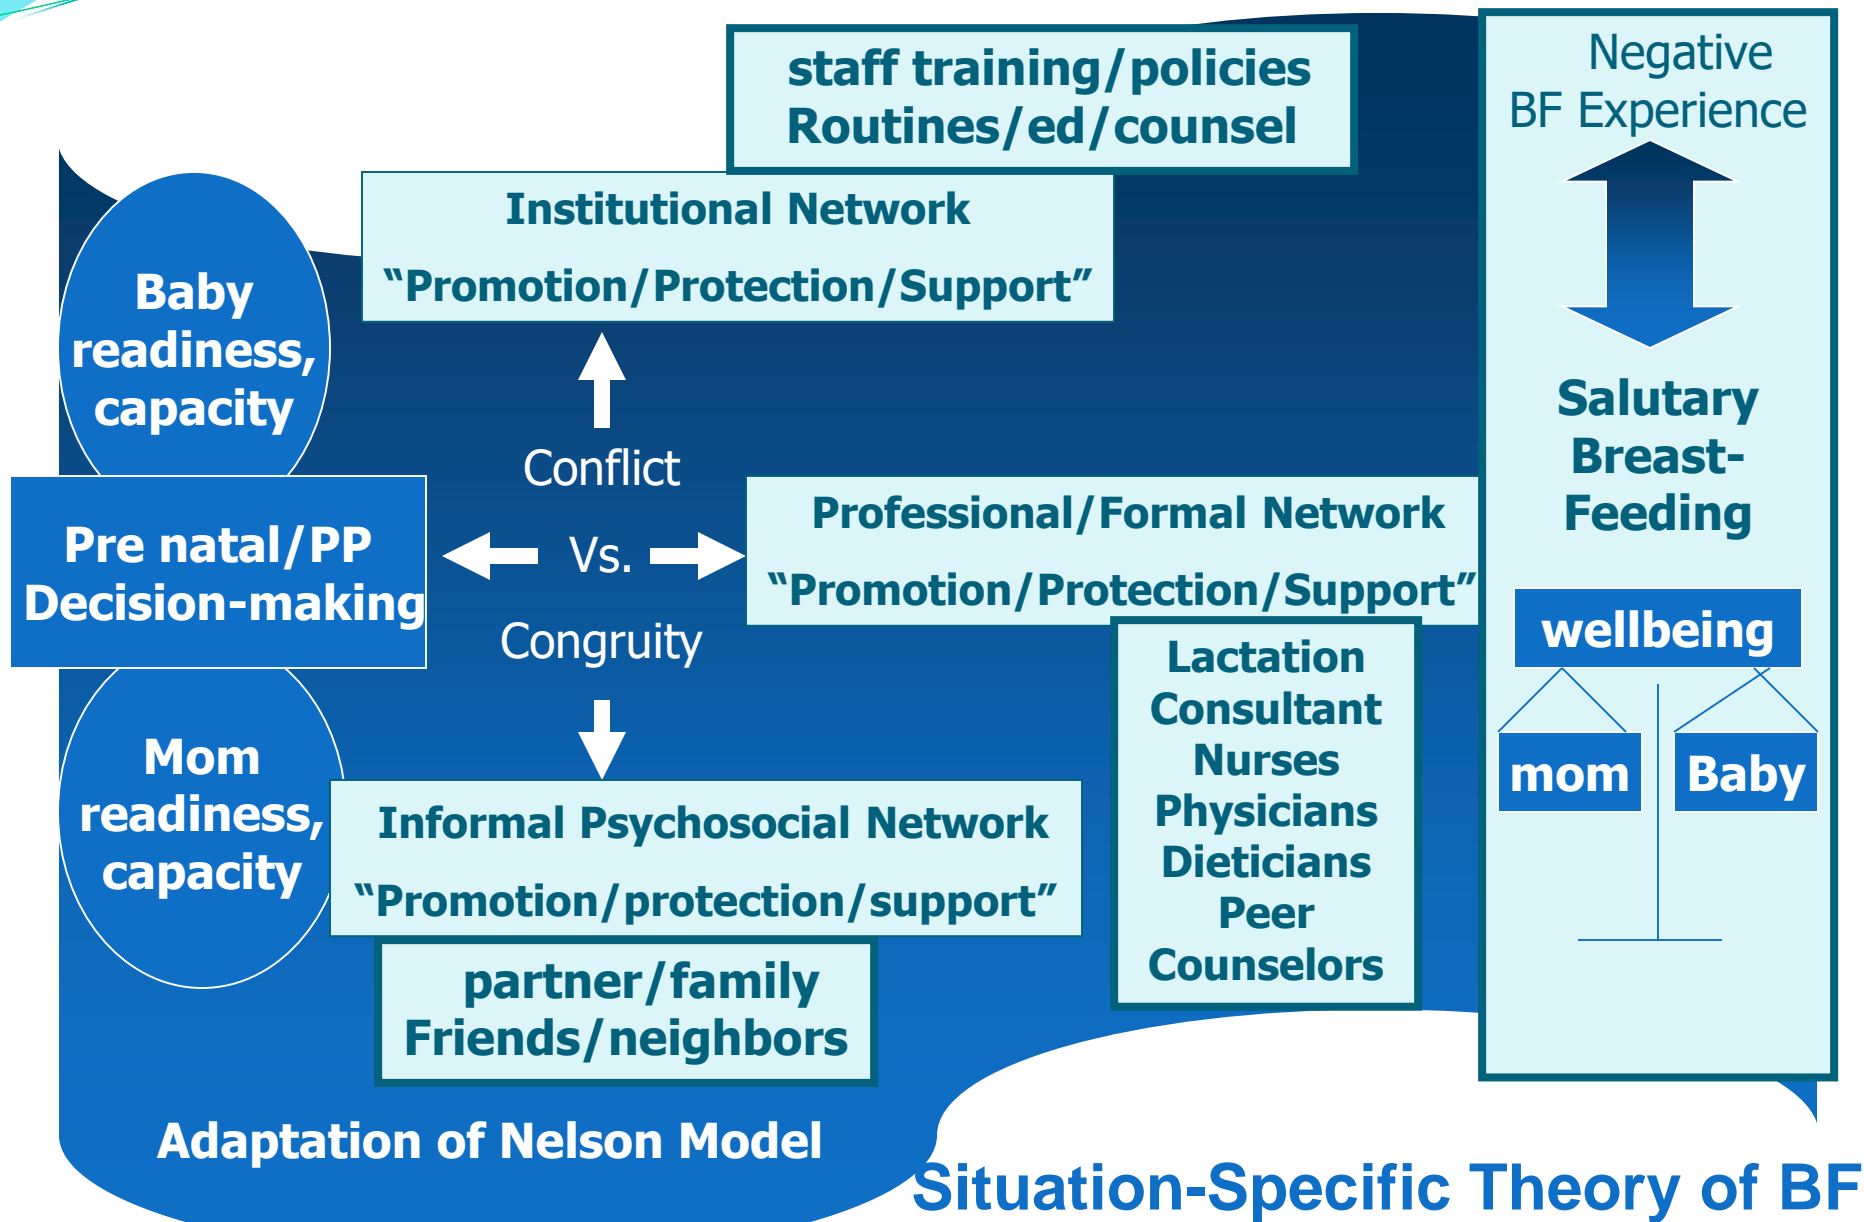 staff training/policies
Routines/ed/counsel
Institutional Network
“Promotion/Protection/Support”
Baby
readiness,
capacity
Pre natal/PP
Decision-making
Mom
readiness,
capacity
Conflict
Vs.
Congruity
Professional/Formal Network
“Promotion/Protection/Support”
Lactation
Consultant
Nurses
Physicians
Dieticians
Peer
Counselors
Informal Psychosocial Network
“Promotion/protection/support”
partner/family
Friends/neighbors
Negative
BF Experience
Salutary
Breast-
Feeding
wellbeing
mom
Baby
Adaptation of Nelson Model
Situation-Specific Theory of BF